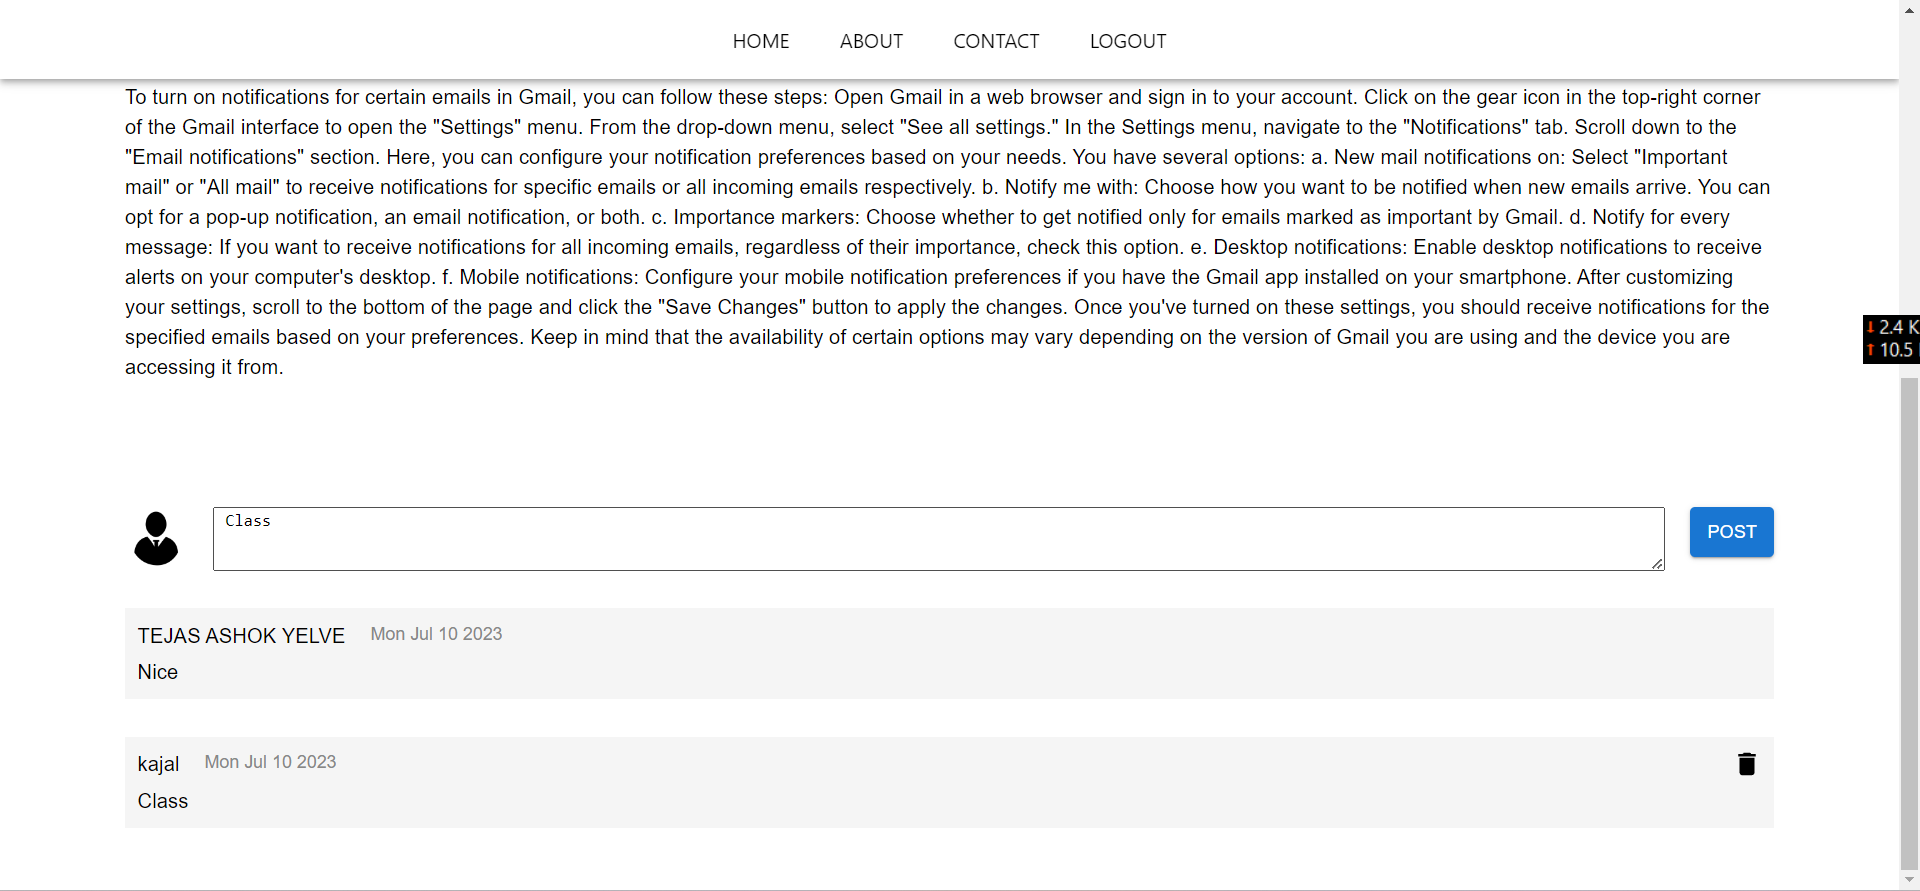 HOME ABOUT CONTACT LOGOUT
To turn on notifications for certain emails in Gmail, you can follow these steps: Open Gmail in a web browser and sign in to your account. Click on the gear icon in the top-right corner
of the Gmail interface to open the "Settings" menu. From the drop-down menu, select "See all settings." In the Settings menu, navigate to the "Notifications" tab. Scroll down to the
"Email notifications" section. Here, you can configure your notification preferences based on your needs. You have several options: a. New mail notifications on: Select "Important
mail" or "All mail" to receive notifications for specific emails or all incoming emails respectively. b. Notify me with: Choose how you want to be notified when new emails arrive. You can
opt for a pop-up notification, an email notification, or both. c. Importance markers: Choose whether to get notified only for emails marked as important by Gmail. d. Notify for every
message: If you want to receive notifications for all incoming emails, regardless of their importance, check this option. e. Desktop notifications: Enable desktop notifications to receive
alerts on your computer's desktop. f. Mobile notifications: Configure your mobile notification preferences if you have the Gmail app installed on your smartphone. After customizing
your settings, scroll to the bottom of the page and click the "Save Changes" button to apply the changes. Once you've turned on these settings, you should receive notifications for the
specified emails based on your preferences. Keep in mind that the availability of certain options may vary depending on the version of Gmail you are using and the device you are
accessing it from.
2.4 K
10.5
Class
POST
TEJAS ASHOK YELVE Mon Jul 10 2023
Nice
kajal Mon Jul 10 2023
Class